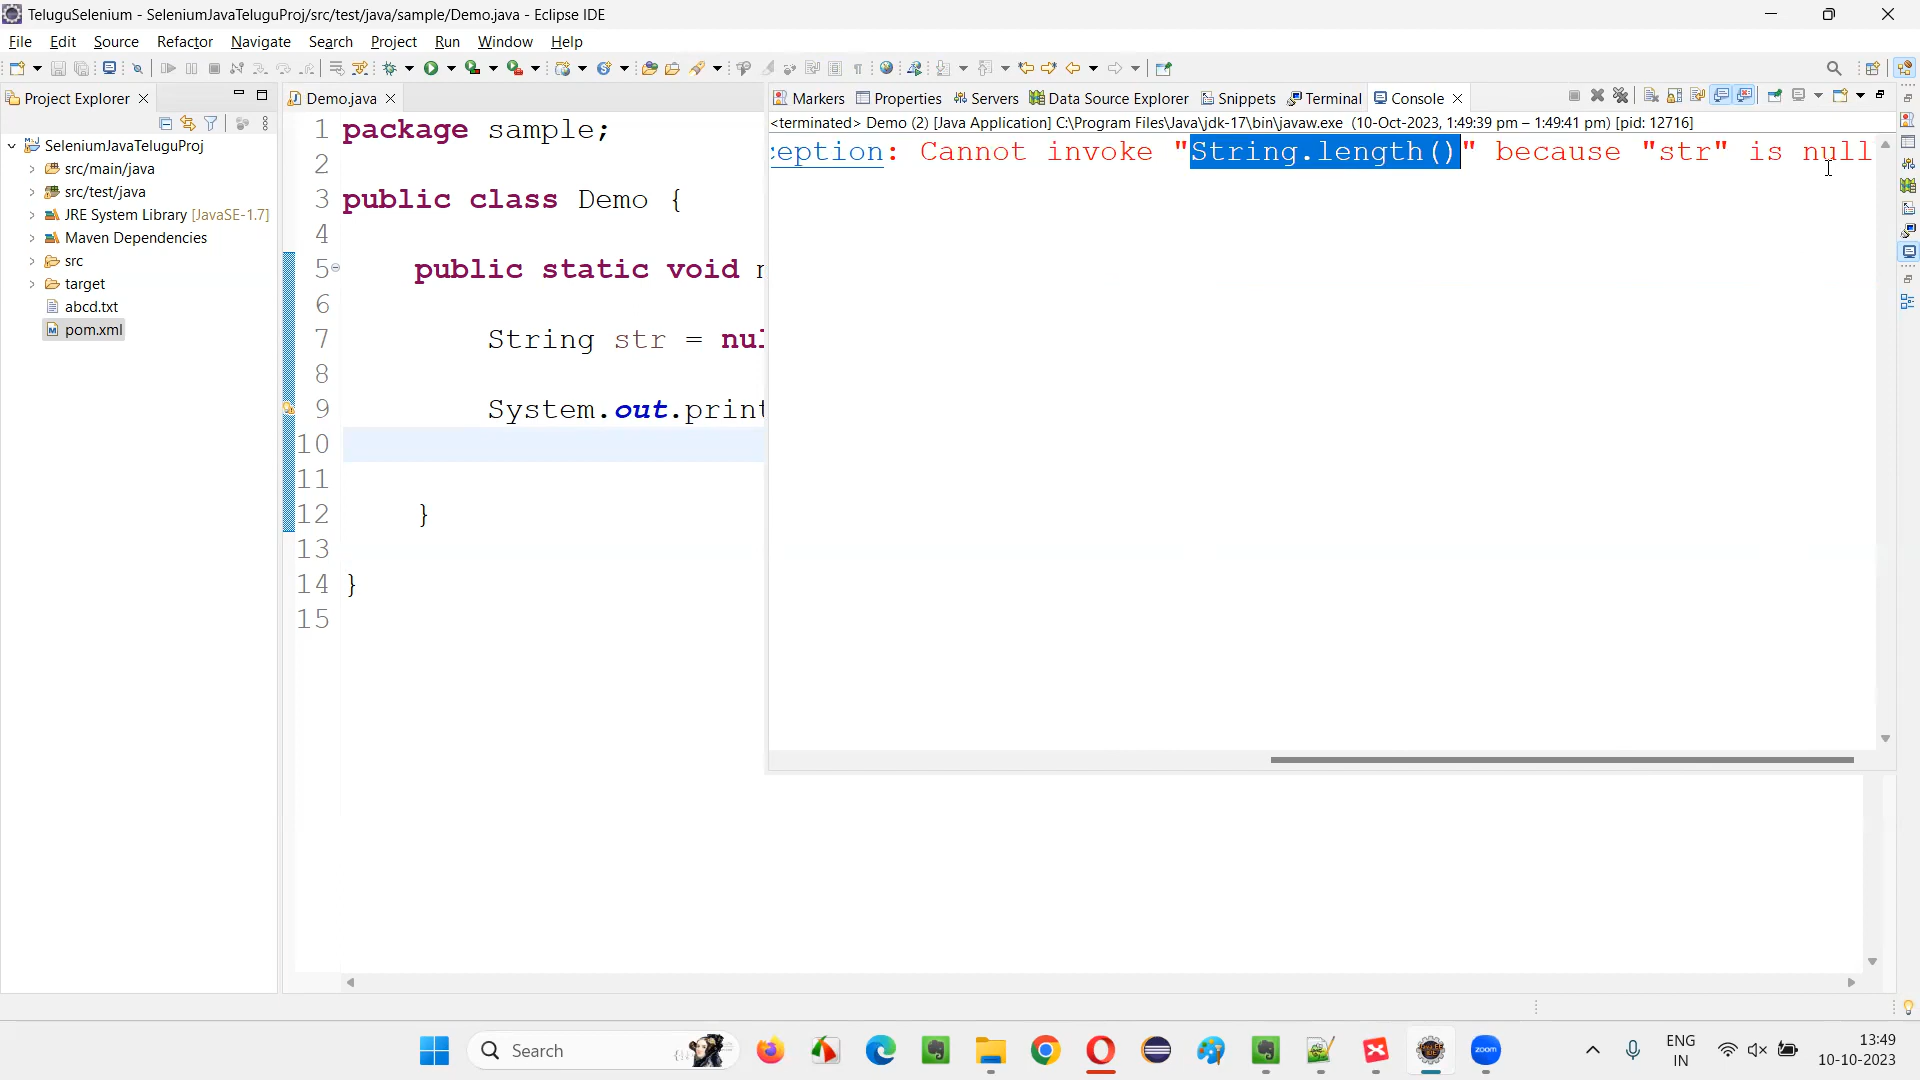 TeluguSelenium - SeleniumJavaTeluguProj/src/test/java/sample/Demo.java - Eclipse IDE
File Edit Source Refactor Navigate Search Project Run Window Help
Project Explorer
SeleniumJavaTeluguProj
src/main/java
src/test/java
JRE System Library [JavaSE-1.7]
Maven Dependencies
src
target
abcd.txt
pom.xml
Demo.java
1 package sample;
2
3 public class Demo {
4
5 public static void
6
7 String str = nul
8
9 System.out.print
10
11
12 }
13
14 }
15
Markers Properties Servers Data Source Explorer Snippets Terminal Console
<terminated> Demo (2) [Java Application] C:\Program Files\Java\jdk-17\bin\javaw.exe (10-Oct-2023, 1:49:39 pm – 1:49:41 pm) [pid: 12716]
eption: Cannot invoke "String.length()" because "str" is null
Search
zoom
ENG
IN
13:49
10-10-2023